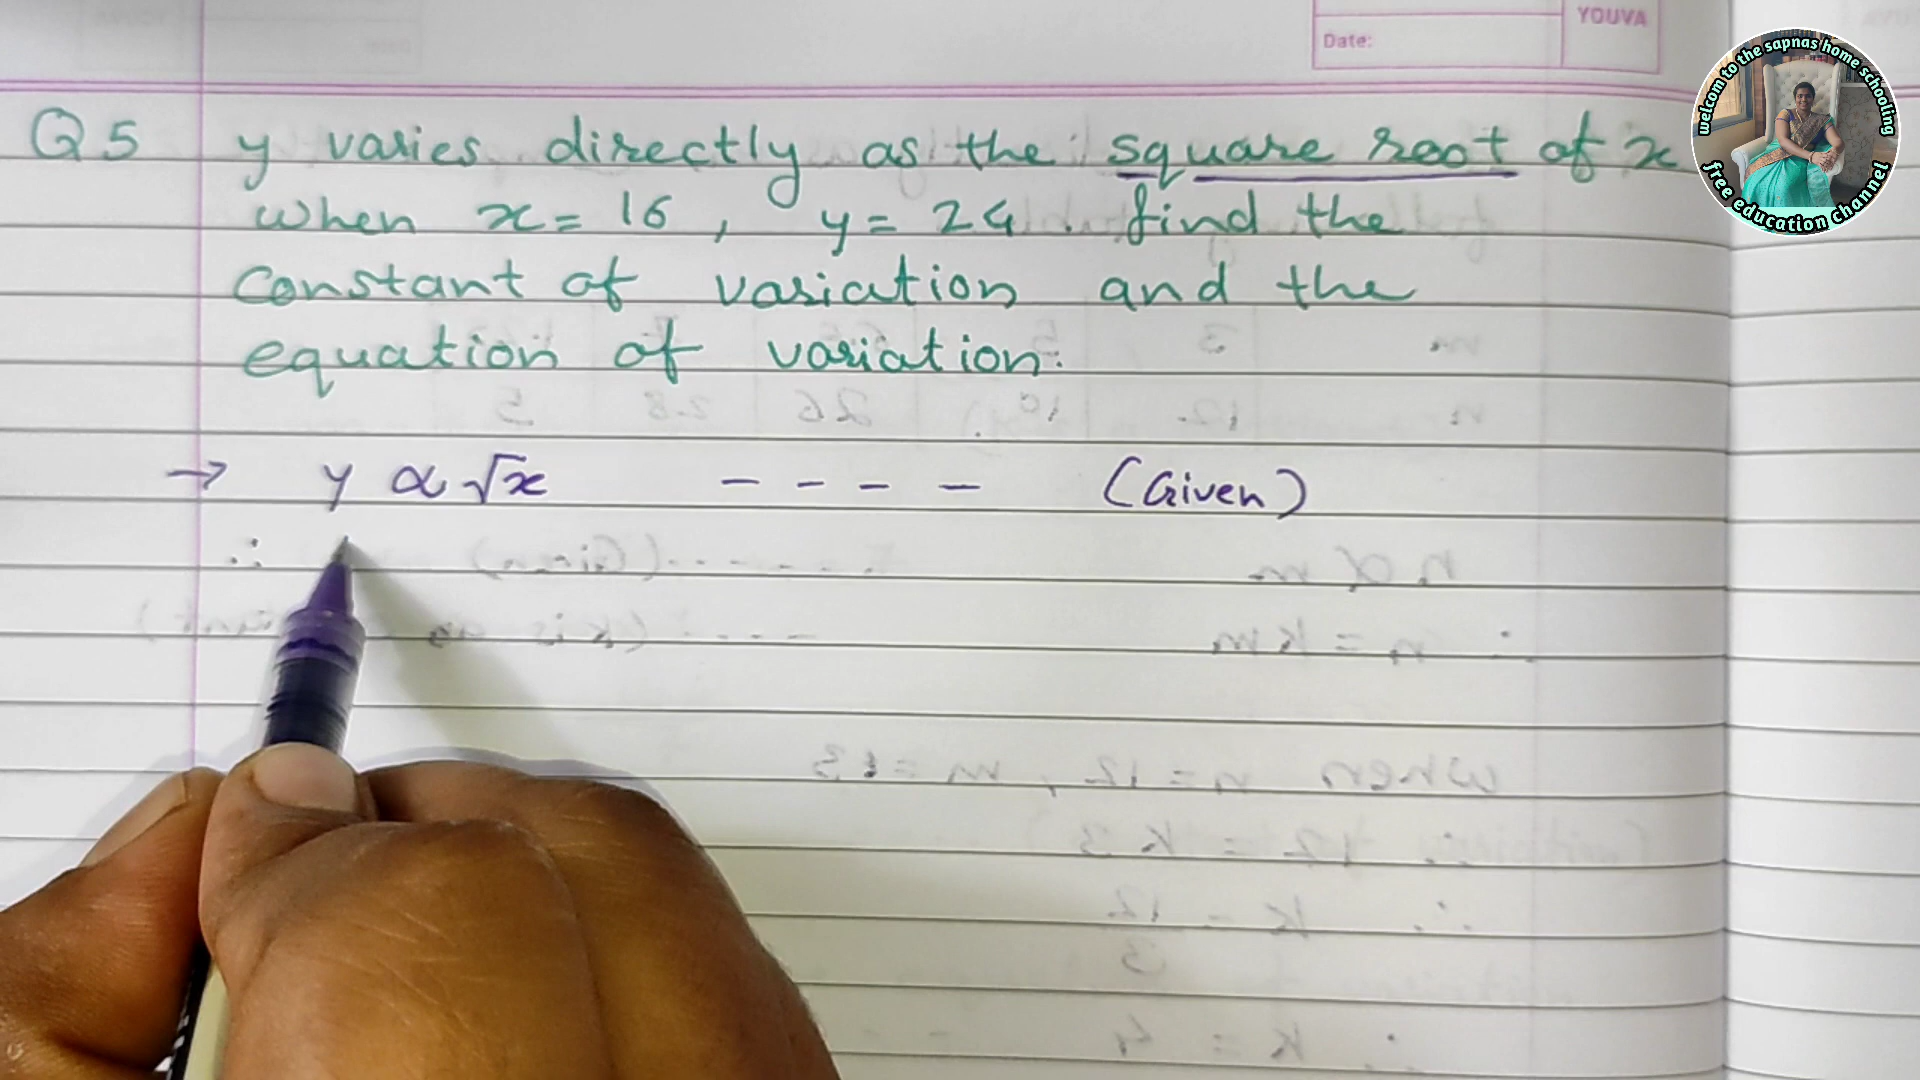 YOUVA
Date:
welcom to the sapnas home schooling
free education channel
Q5 y varies directly as the square root of x
when x = 16 , y = 24 . find the
constant of variation and the
equation of variation.
→ y ∝ √x - - - - (Given)
∴